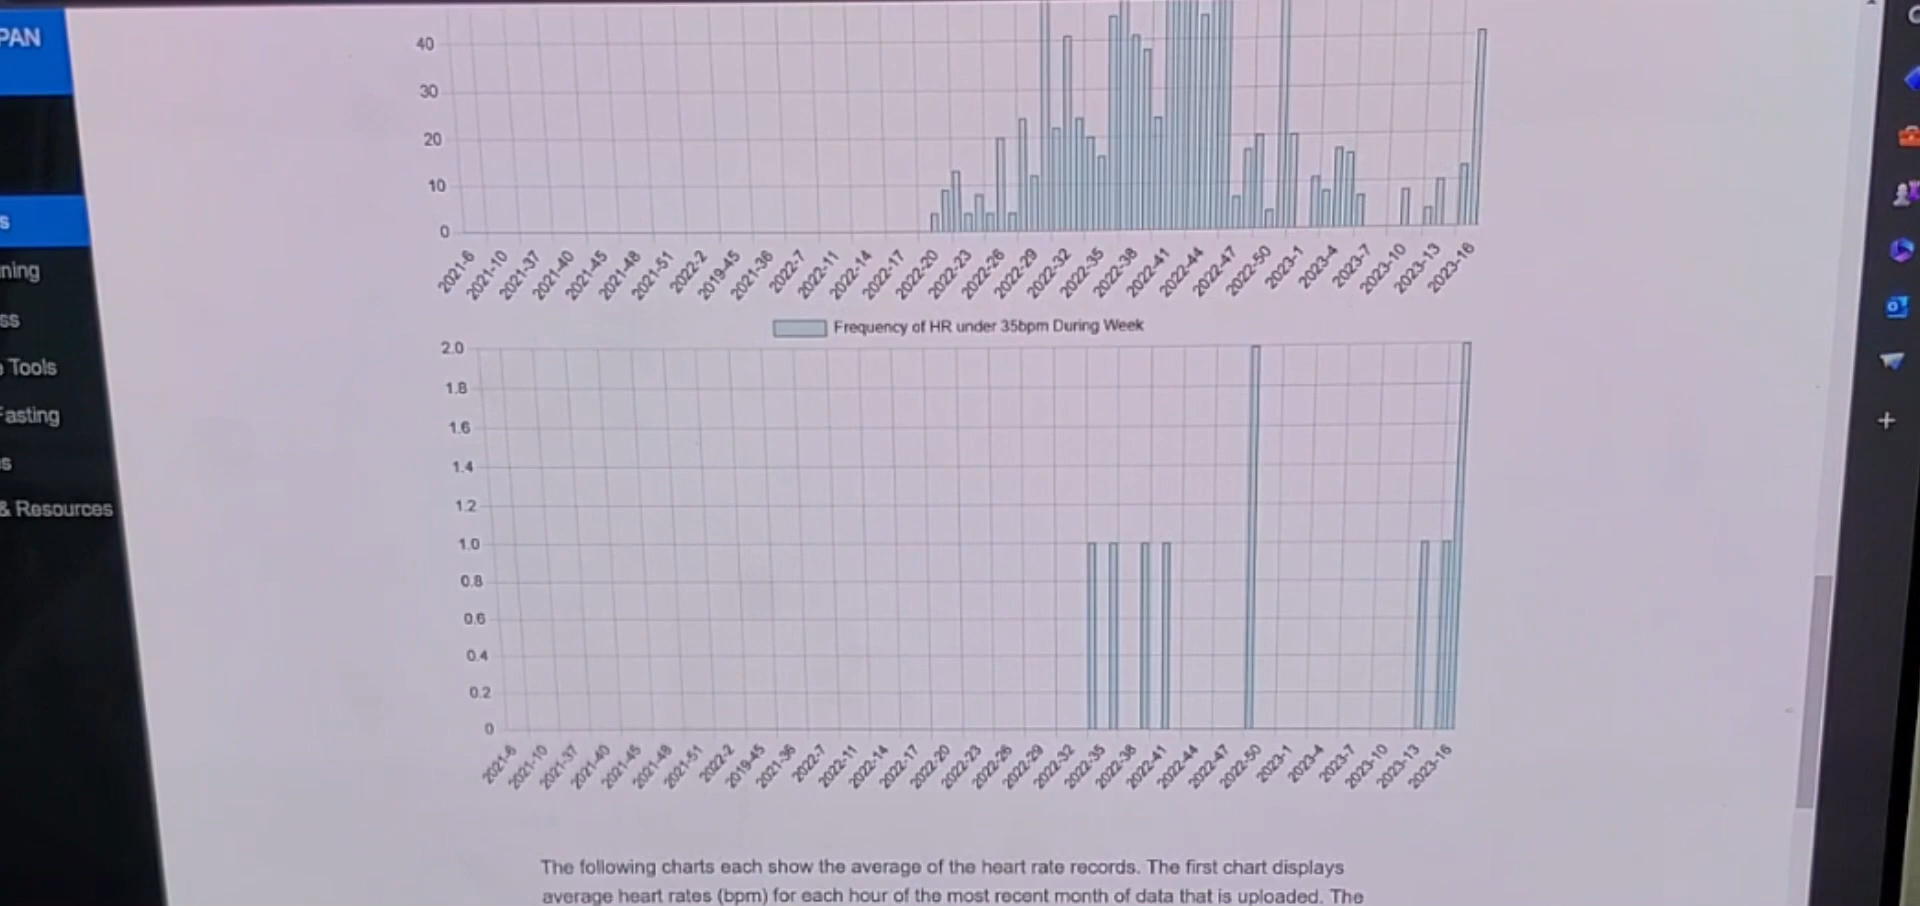 PAN
s
ning
ss
Tools
Fasting
s
& Resources
40
30
20
10
0
2021-6 2021-10 2021-37 2021-40 2021-45 2021-48 2021-51 2022-2 2019-45 2021-36 2022-7 2022-11 2022-14 2022-17 2022-20 2022-23 2022-26 2022-29 2022-32 2022-35 2022-38 2022-41 2022-44 2022-47 2022-50 2023-1 2023-4 2023-7 2023-10 2023-13 2023-16
Frequency of HR under 35bpm During Week
2.0
1.8
1.6
1.4
1.2
1.0
0.8
0.6
0.4
0.2
0
2021-6 2021-10 2021-37 2021-40 2021-45 2021-48 2021-51 2022-2 2019-45 2021-36 2022-7 2022-11 2022-14 2022-17 2022-20 2022-23 2022-26 2022-29 2022-32 2022-35 2022-38 2022-41 2022-44 2022-47 2022-50 2023-1 2023-4 2023-7 2023-10 2023-13 2023-16
The following charts each show the average of the heart rate records. The first chart displays
average heart rates (bpm) for each hour of the most recent month of data that is uploaded. The